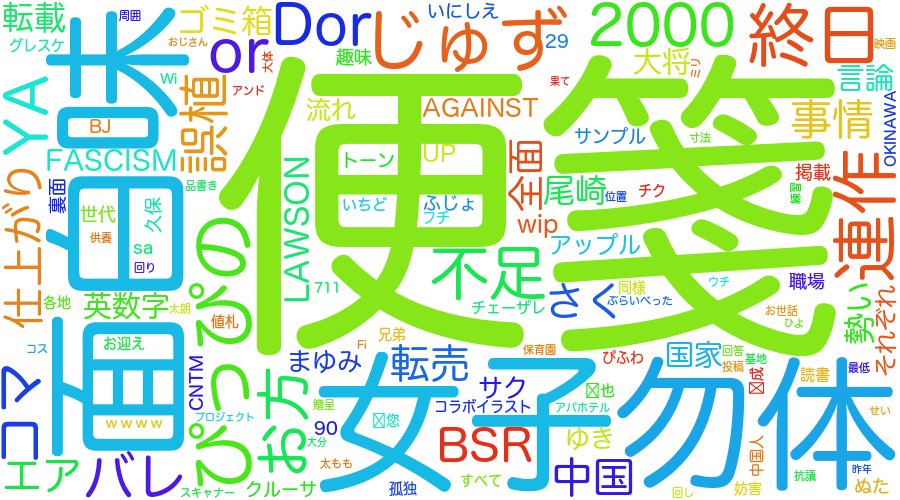 便箋
女子
勿体
連作
終日
2000
Dor
or
じゅず
YA
誤植
ゴミ箱
転載
グレスケ
周囲
おじさん
いにしえ
29
趣味
大体
Wi
アンド
流れ
AGAINST
大将
ミリ
果て
言論
映画
事情
OKINAWA
サンプル
寸法
BJ
FASCISM
トーン
UP
全面
尾崎
位置
チク
掲載
練習
裏面
仕上がり
世代
久保
品書き
供養
sa
回り
ぴっぴの
LAWSON
いちど
フチ
ふじょ
wip
アップル
不足
さく
711
チェーザレ
同様
ぶらいべった
ウチ
職場
お世話
ひよ
勢い
それぞれ
各地
英数字
太朗
値札
コス
お迎え
Fi
兄弟
まゆみ
転売
保育園
ぴふわ
国家
回答
基地
投稿
最低
読書
コマ
CNTM
お方
サク
コラボイラスト
アパホテル
贈呈
wwww
プロジェクト
90
BSR
ゆき
せい
エア
バレ
大分
太もも
すべて
中国
中国人
抗議
昨年
スキャナー
クルーサ
孤独
回し
妨害
ぬた